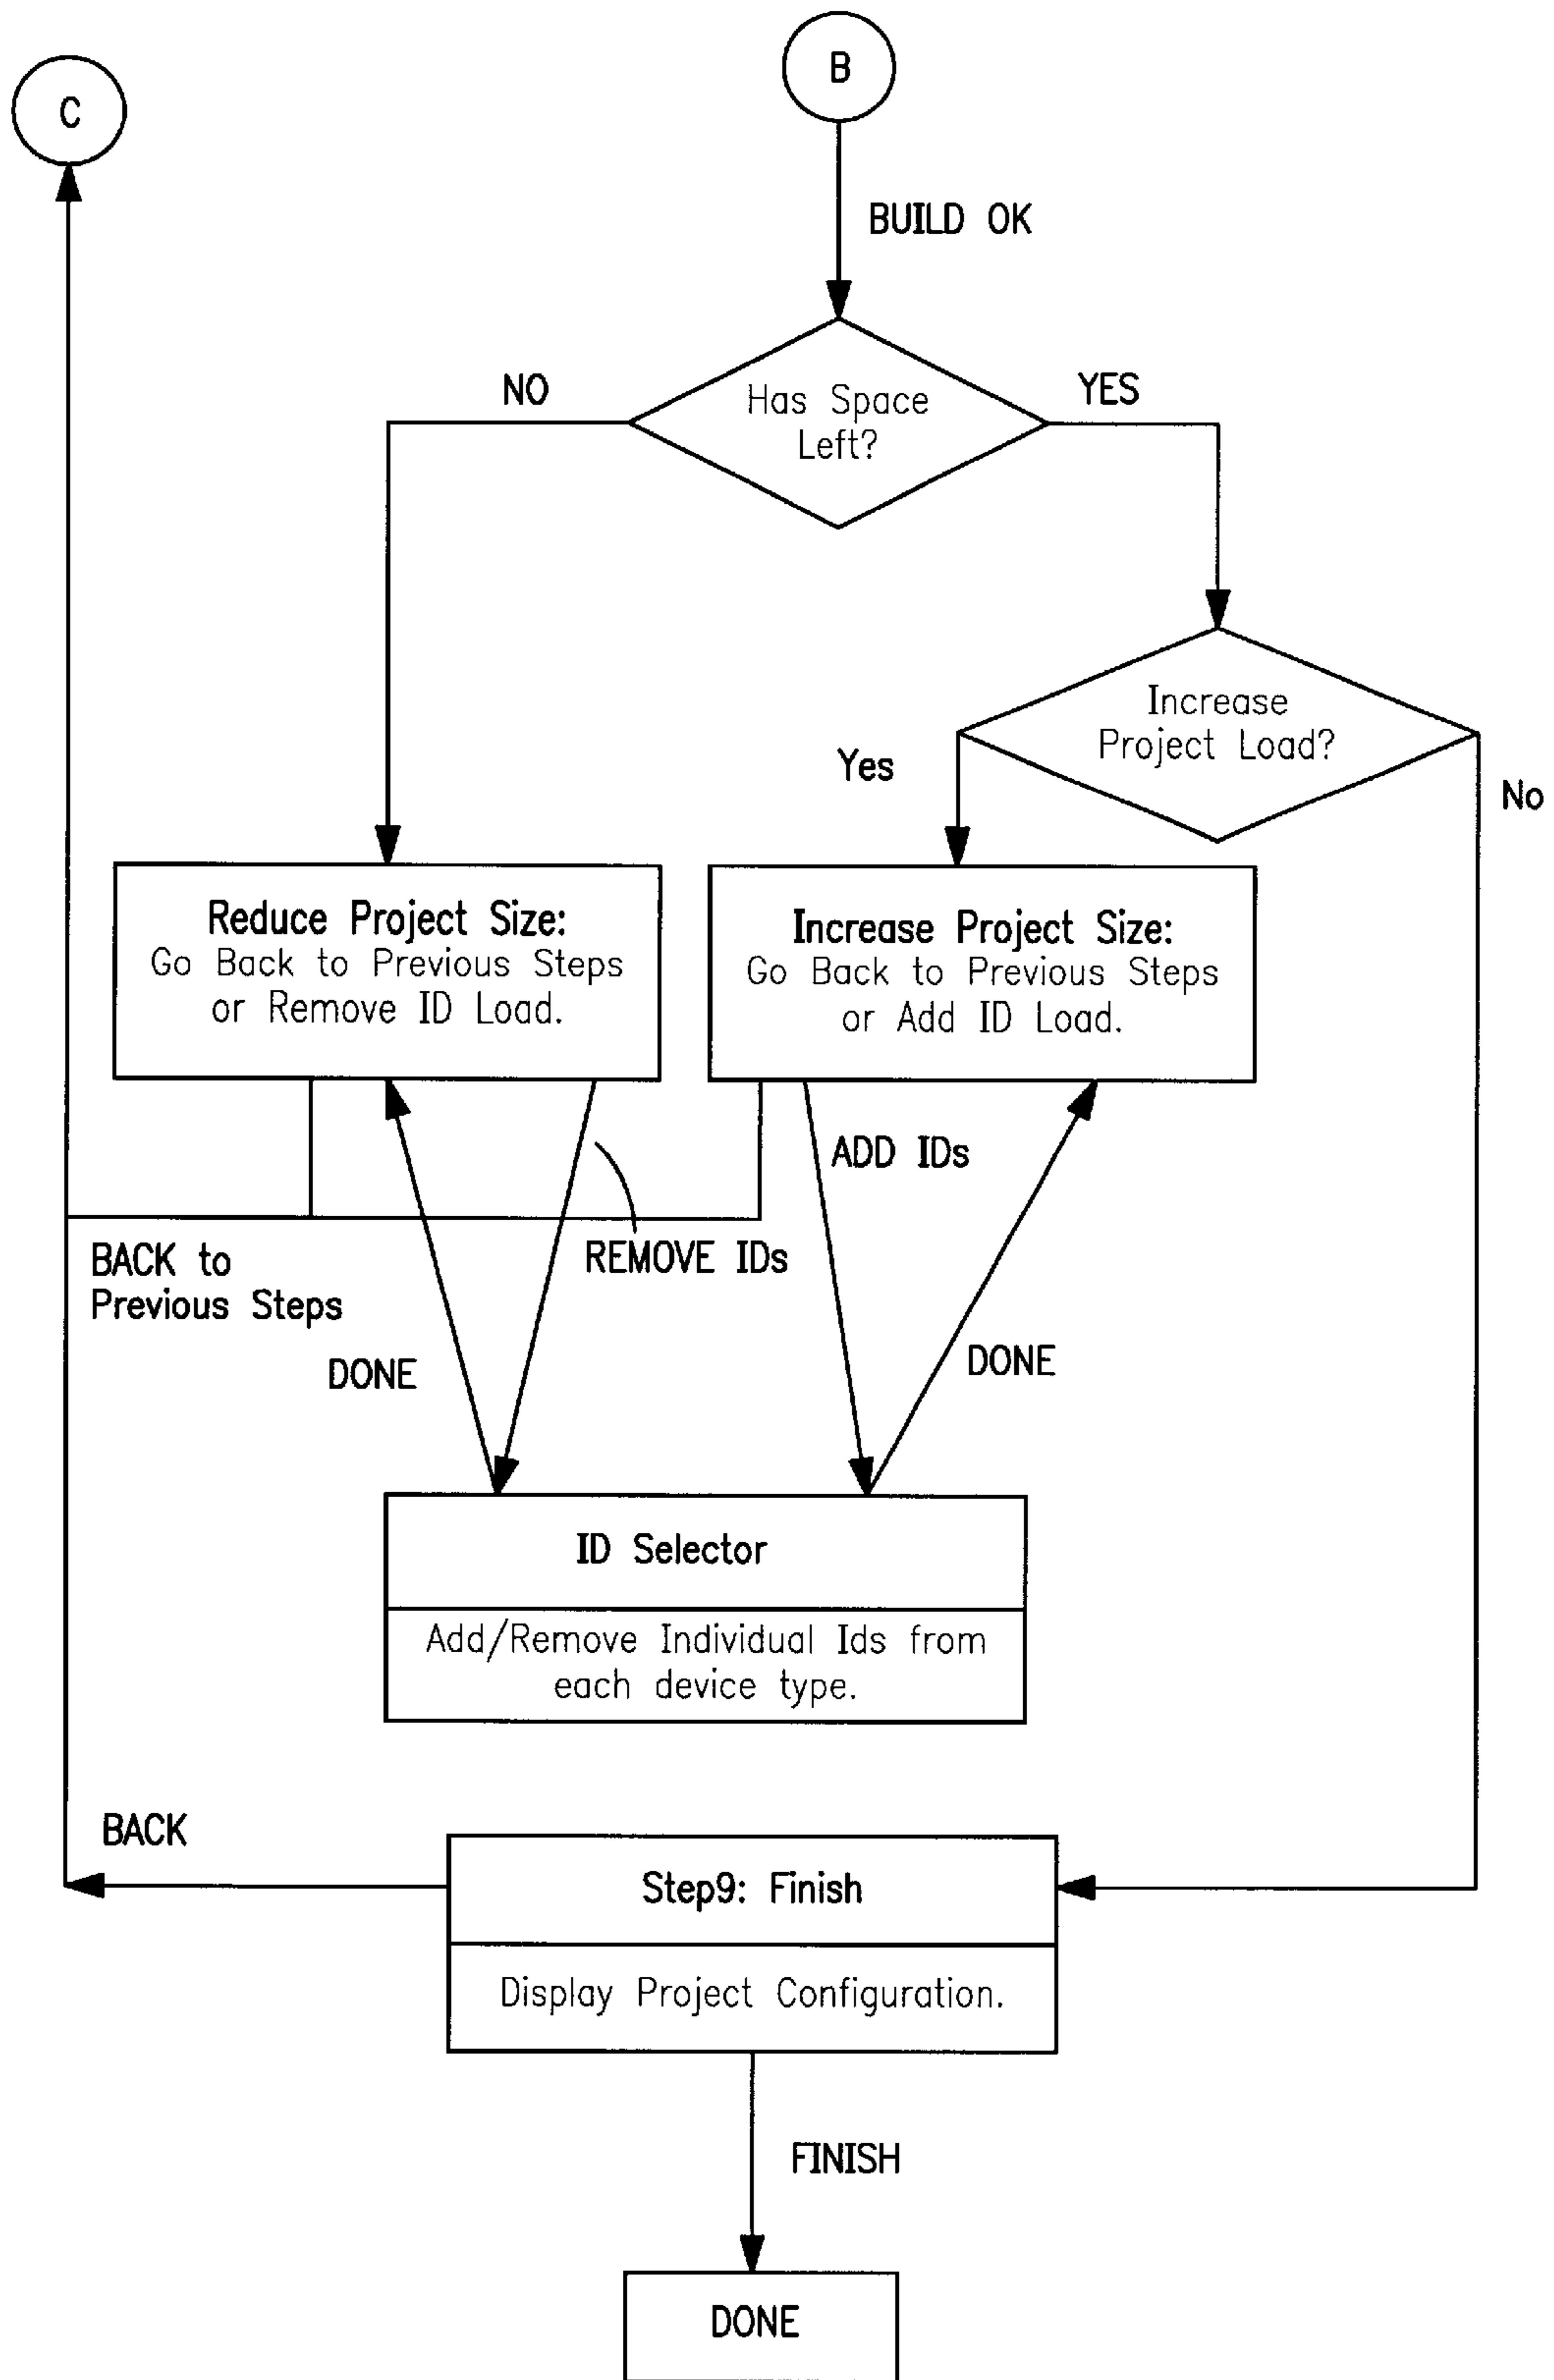 B
C
BUILD OK
NO
YES
Has Space
Left?
Increase
Project Load?
Yes
No
Reduce Project Size:
Go Back to Previous Steps
or Remove ID Load.
Increase Project Size:
Go Back to Previous Steps
or Add ID Load.
ADD IDs
REMOVE IDs
BACK to
Previous Steps
DONE
DONE
ID Selector
Add/Remove Individual Ids from
each device type.
BACK
Step9: Finish
Display Project Configuration.
FINISH
DONE